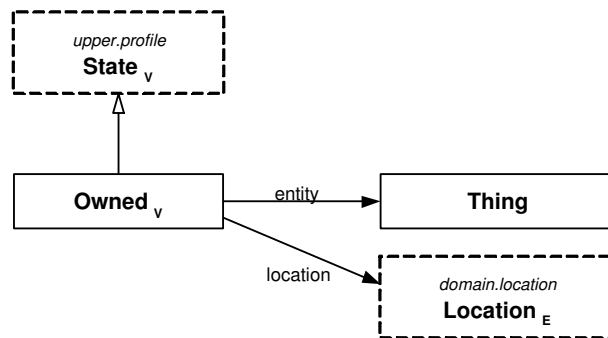 upper.profile
State V
Owned V
entity
Thing
location
domain.location
Location E